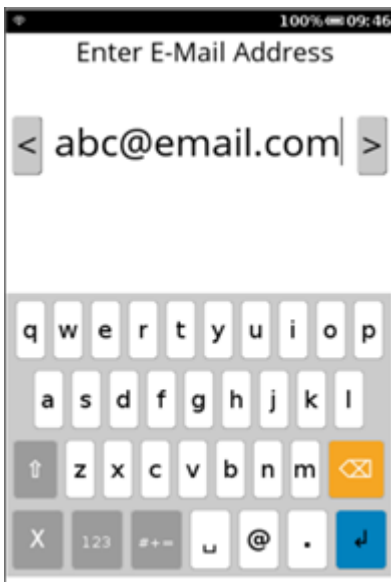 100% 09:46
Enter E-Mail Address
< abc@email.com >
q w e r t y u i o p
a s d f g h j k l
⇧ z x c v b n m ⌫
X 123 #+= ␣ @ . ↲